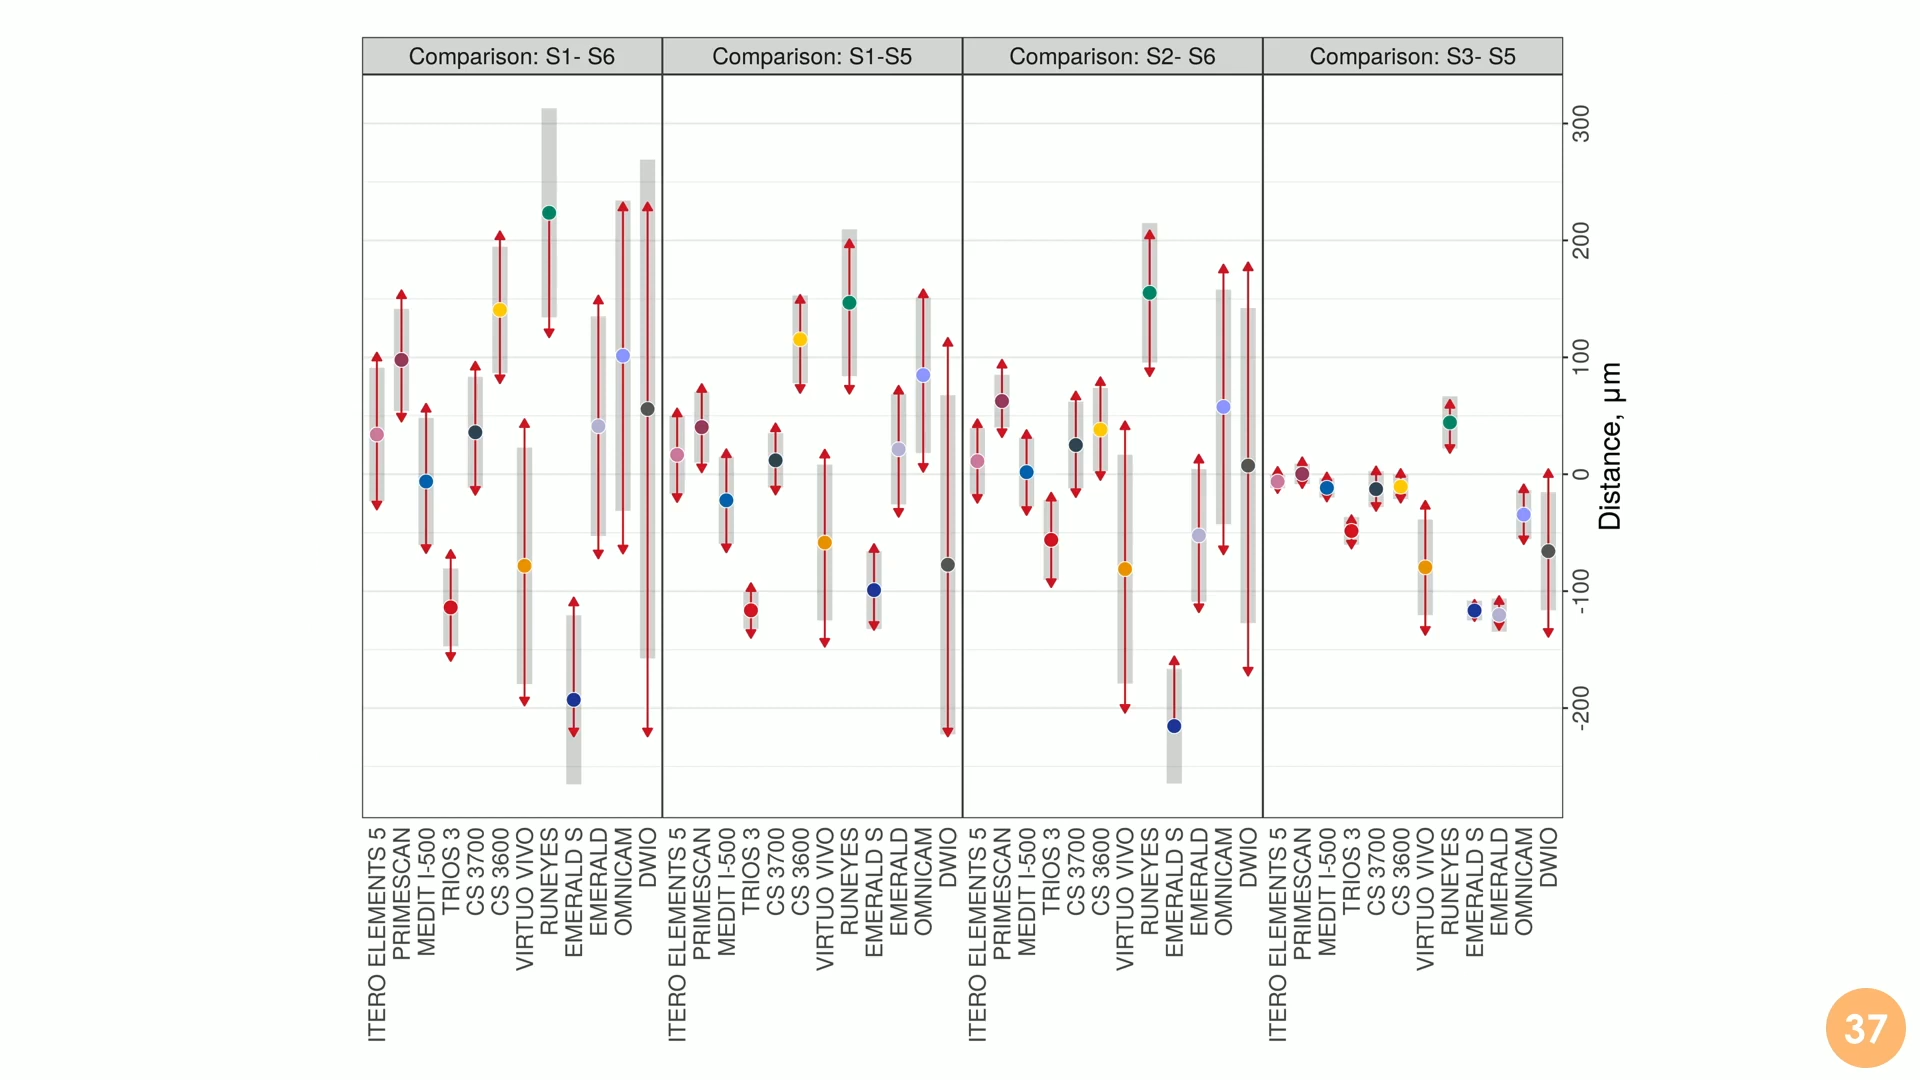 Comparison: S1- S6
Comparison: S1-S5
Comparison: S2- S6
Comparison: S3- S5
300
200
100
0
-100
-200
Distance, µm
ITERO ELEMENTS 5
PRIMESCAN
MEDIT I-500
TRIOS 3
CS 3700
CS 3600
VIRTUO VIVO
RUNEYES
EMERALD S
EMERALD
OMNICAM
DWIO
ITERO ELEMENTS 5
PRIMESCAN
MEDIT I-500
TRIOS 3
CS 3700
CS 3600
VIRTUO VIVO
RUNEYES
EMERALD S
EMERALD
OMNICAM
DWIO
ITERO ELEMENTS 5
PRIMESCAN
MEDIT I-500
TRIOS 3
CS 3700
CS 3600
VIRTUO VIVO
RUNEYES
EMERALD S
EMERALD
OMNICAM
DWIO
ITERO ELEMENTS 5
PRIMESCAN
MEDIT I-500
TRIOS 3
CS 3700
CS 3600
VIRTUO VIVO
RUNEYES
EMERALD S
EMERALD
OMNICAM
DWIO
37